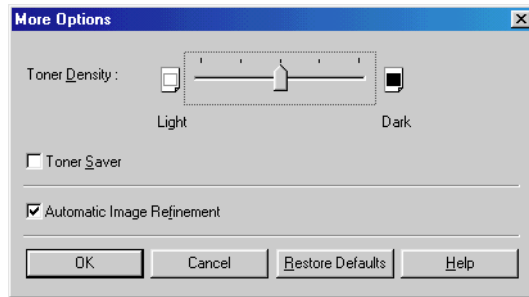 More Options
Toner Density :
Light Dark
Toner Saver
Automatic Image Refinement
OK Cancel Restore Defaults Help